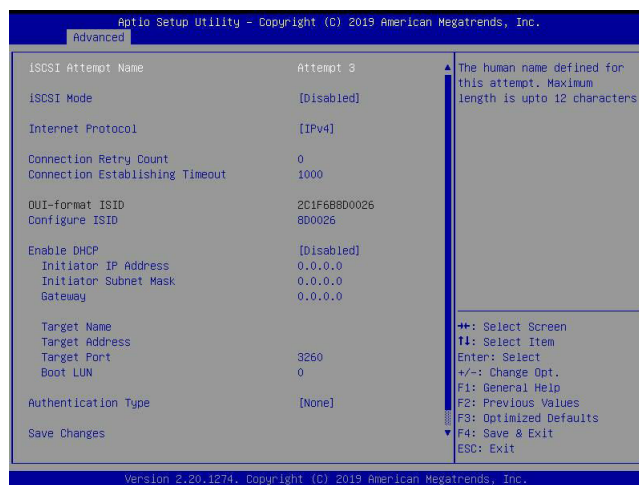 Aptio Setup Utility – Copyright (C) 2019 American Megatrends, Inc.
Advanced
iSCSI Attempt Name Attempt 3
iSCSI Mode [Disabled]
Internet Protocol [IPv4]
Connection Retry Count 0
Connection Establishing Timeout 1000
OUI-format ISID 2C1F6B8D0026
Configure ISID 8D0026
Enable DHCP [Disabled]
Initiator IP Address 0.0.0.0
Initiator Subnet Mask 0.0.0.0
Gateway 0.0.0.0
Target Name
Target Address
Target Port 3260
Boot LUN 0
Authentication Type [None]
Save Changes
The human name defined for
this attempt. Maximum
length is upto 12 characters
→←: Select Screen
↑↓: Select Item
Enter: Select
+/-: Change Opt.
F1: General Help
F2: Previous Values
F3: Optimized Defaults
F4: Save & Exit
ESC: Exit
Version 2.20.1274. Copyright (C) 2019 American Megatrends, Inc.